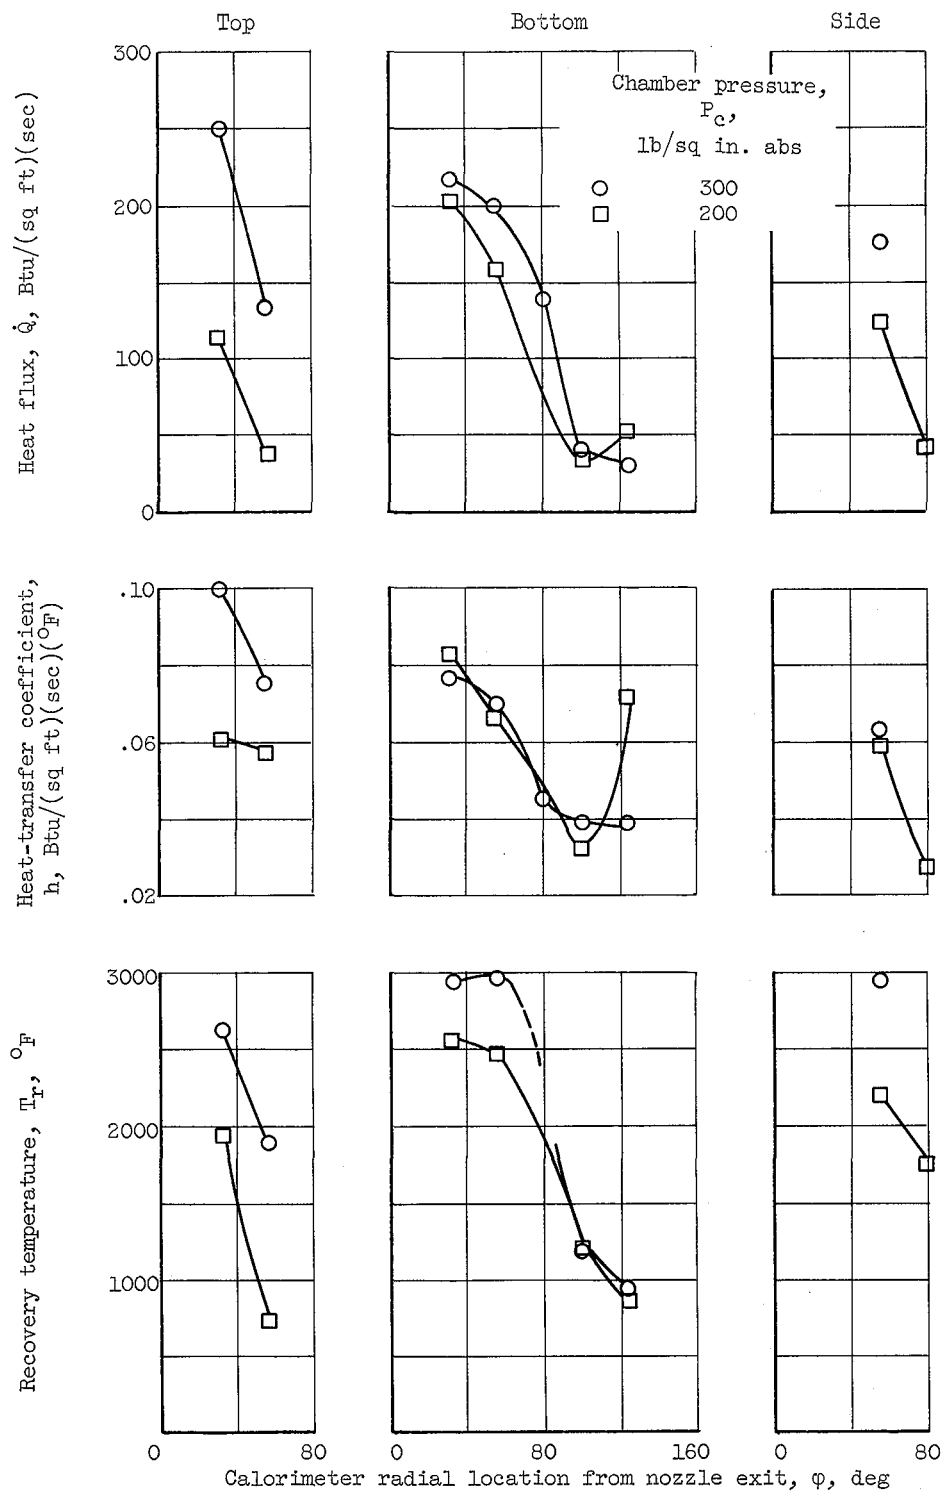 Top Bottom Side
Heat flux, Q̇, Btu/(sq ft)(sec)
300
200
100
0
Chamber pressure,
Pc,
lb/sq in. abs
300
200
Heat-transfer coefficient,
h, Btu/(sq ft)(sec)(°F)
.10
.06
.02
Recovery temperature, Tr, °F
3000
2000
1000
0 80 0 80 160 0 80
Calorimeter radial location from nozzle exit, φ, deg